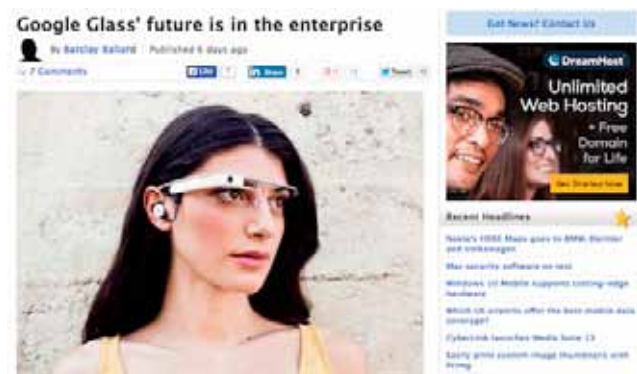 Google Glass' future is in the enterprise
By Barclay Ballard Published 6 days ago
7 Comments
Like
Share
Tweet
Got News? Contact Us
DreamHost
Unlimited
Web Hosting
+ Free
Domain
for Life
Get Started Now
Recent Headlines
Nokia's HERE Maps goes to BMW, Daimler
and Volkswagen
Mac security software on test
Windows 10 Mobile supports cutting-edge
hardware
Which US airports offer the best mobile data
coverage?
CyberLink launches Media Suite 13
Easily print custom image thumbnails with